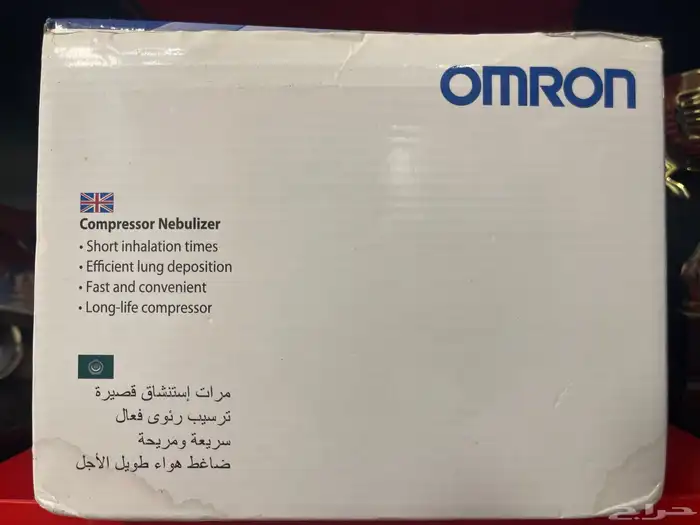 OMRON
Compressor Nebulizer
• Short inhalation times
• Efficient lung deposition
• Fast and convenient
• Long-life compressor
مرات إستنشاق قصيرة
ترسيب رئوى فعال
سريعة ومريحة
ضاغط هواء طويل الأجل
حراج